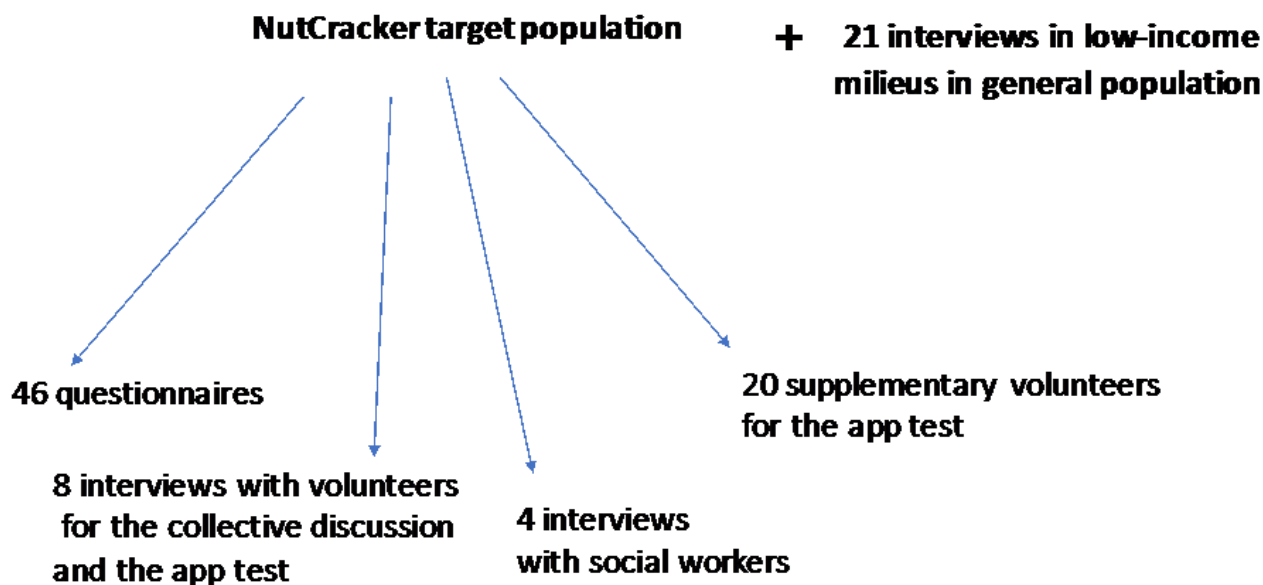 NutCracker target population
+ 21 interviews in low-income
milieus in general population
46 questionnaires
20 supplementary volunteers
for the app test
8 interviews with volunteers
for the collective discussion
and the app test
4 interviews
with social workers